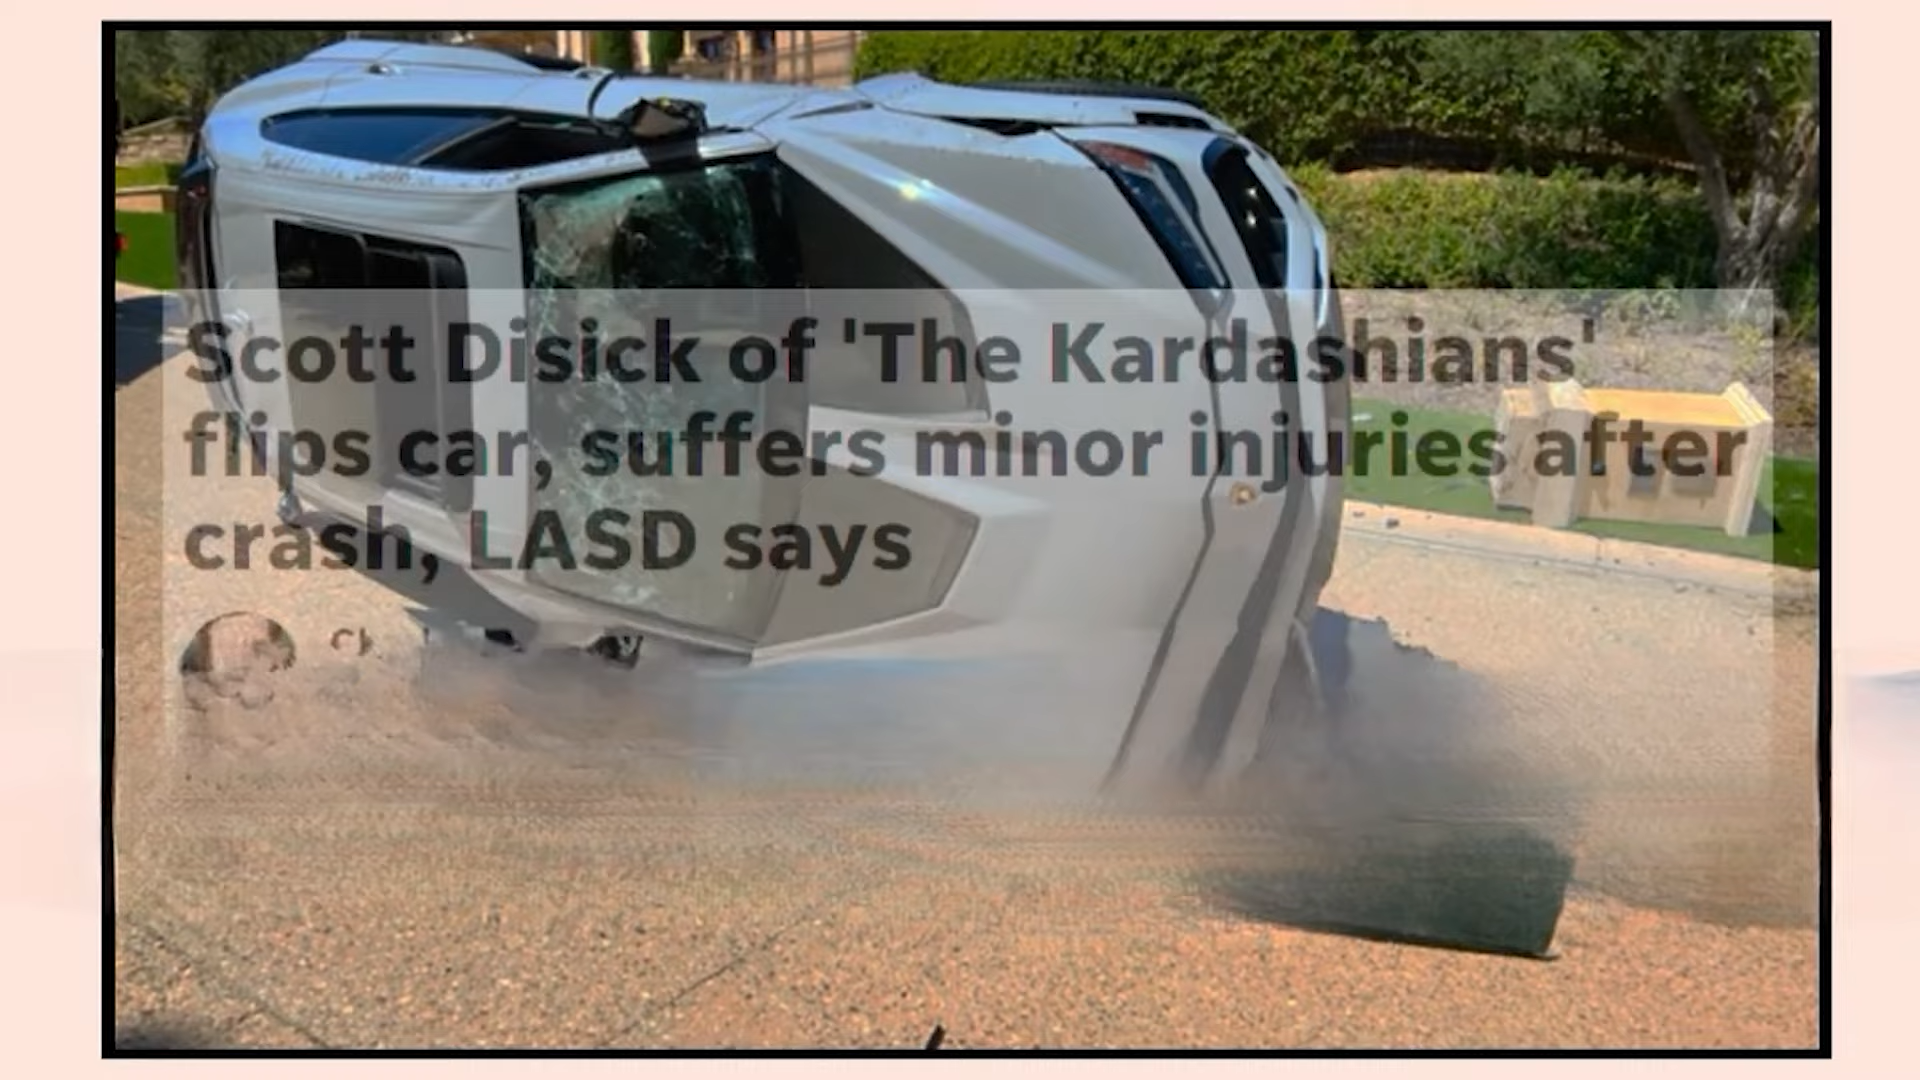 Scott Disick of 'The Kardashians'
flips car, suffers minor injuries after
crash, LASD says